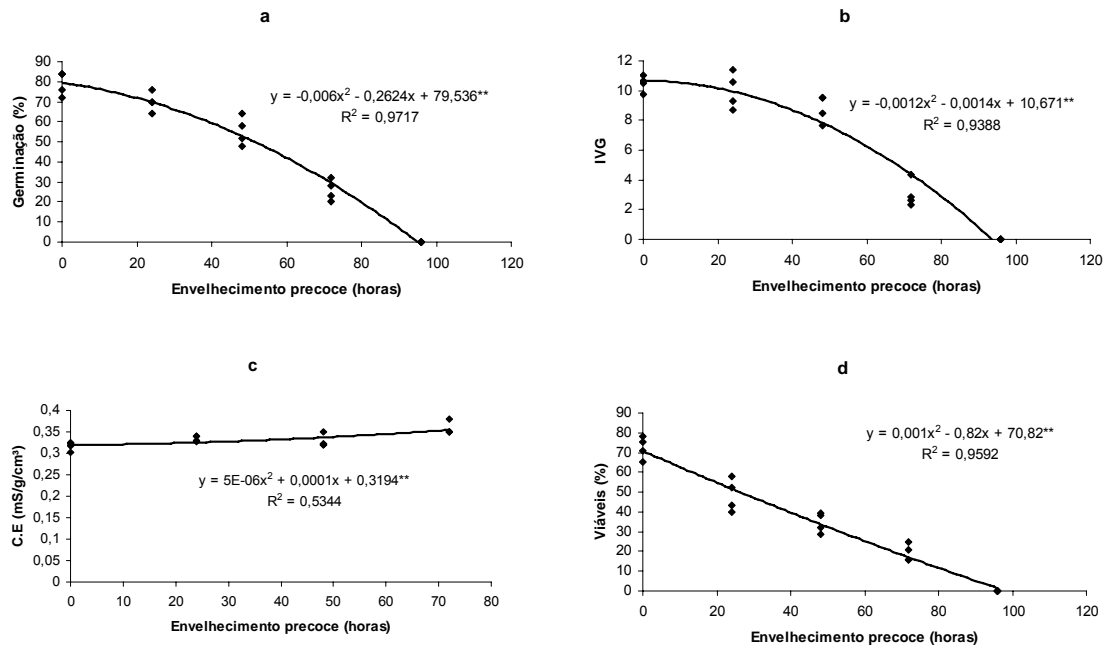 a
Germinação (%)
90
80
70
60
50
40
30
20
10
0
y = -0,006x² - 0,2624x + 79,536**
R² = 0,9717
0 20 40 60 80 100 120
Envelhecimento precoce (horas)
b
IVG
12
10
8
6
4
2
0
y = -0,0012x² - 0,0014x + 10,671**
R² = 0,9388
0 20 40 60 80 100 120
Envelhecimento precoce (horas)
c
C.E (mS/g/cm³)
0,4
0,35
0,3
0,25
0,2
0,15
0,1
0,05
0
y = 5E-06x² + 0,0001x + 0,3194**
R² = 0,5344
0 10 20 30 40 50 60 70 80
Envelhecimento precoce (horas)
d
Viáveis (%)
90
80
70
60
50
40
30
20
10
0
y = 0,001x² - 0,82x + 70,82**
R² = 0,9592
0 20 40 60 80 100 120
Envelhecimento precoce (horas)